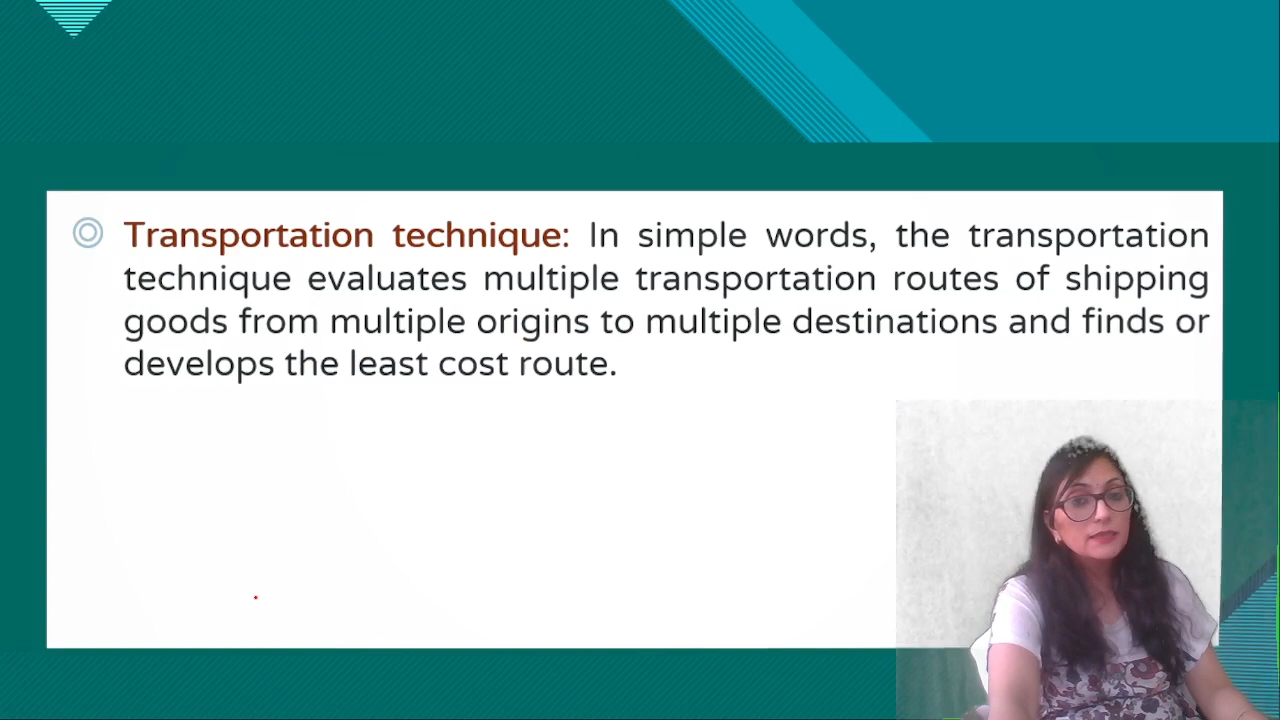 Transportation technique: In simple words, the transportation
technique evaluates multiple transportation routes of shipping
goods from multiple origins to multiple destinations and finds or
develops the least cost route.